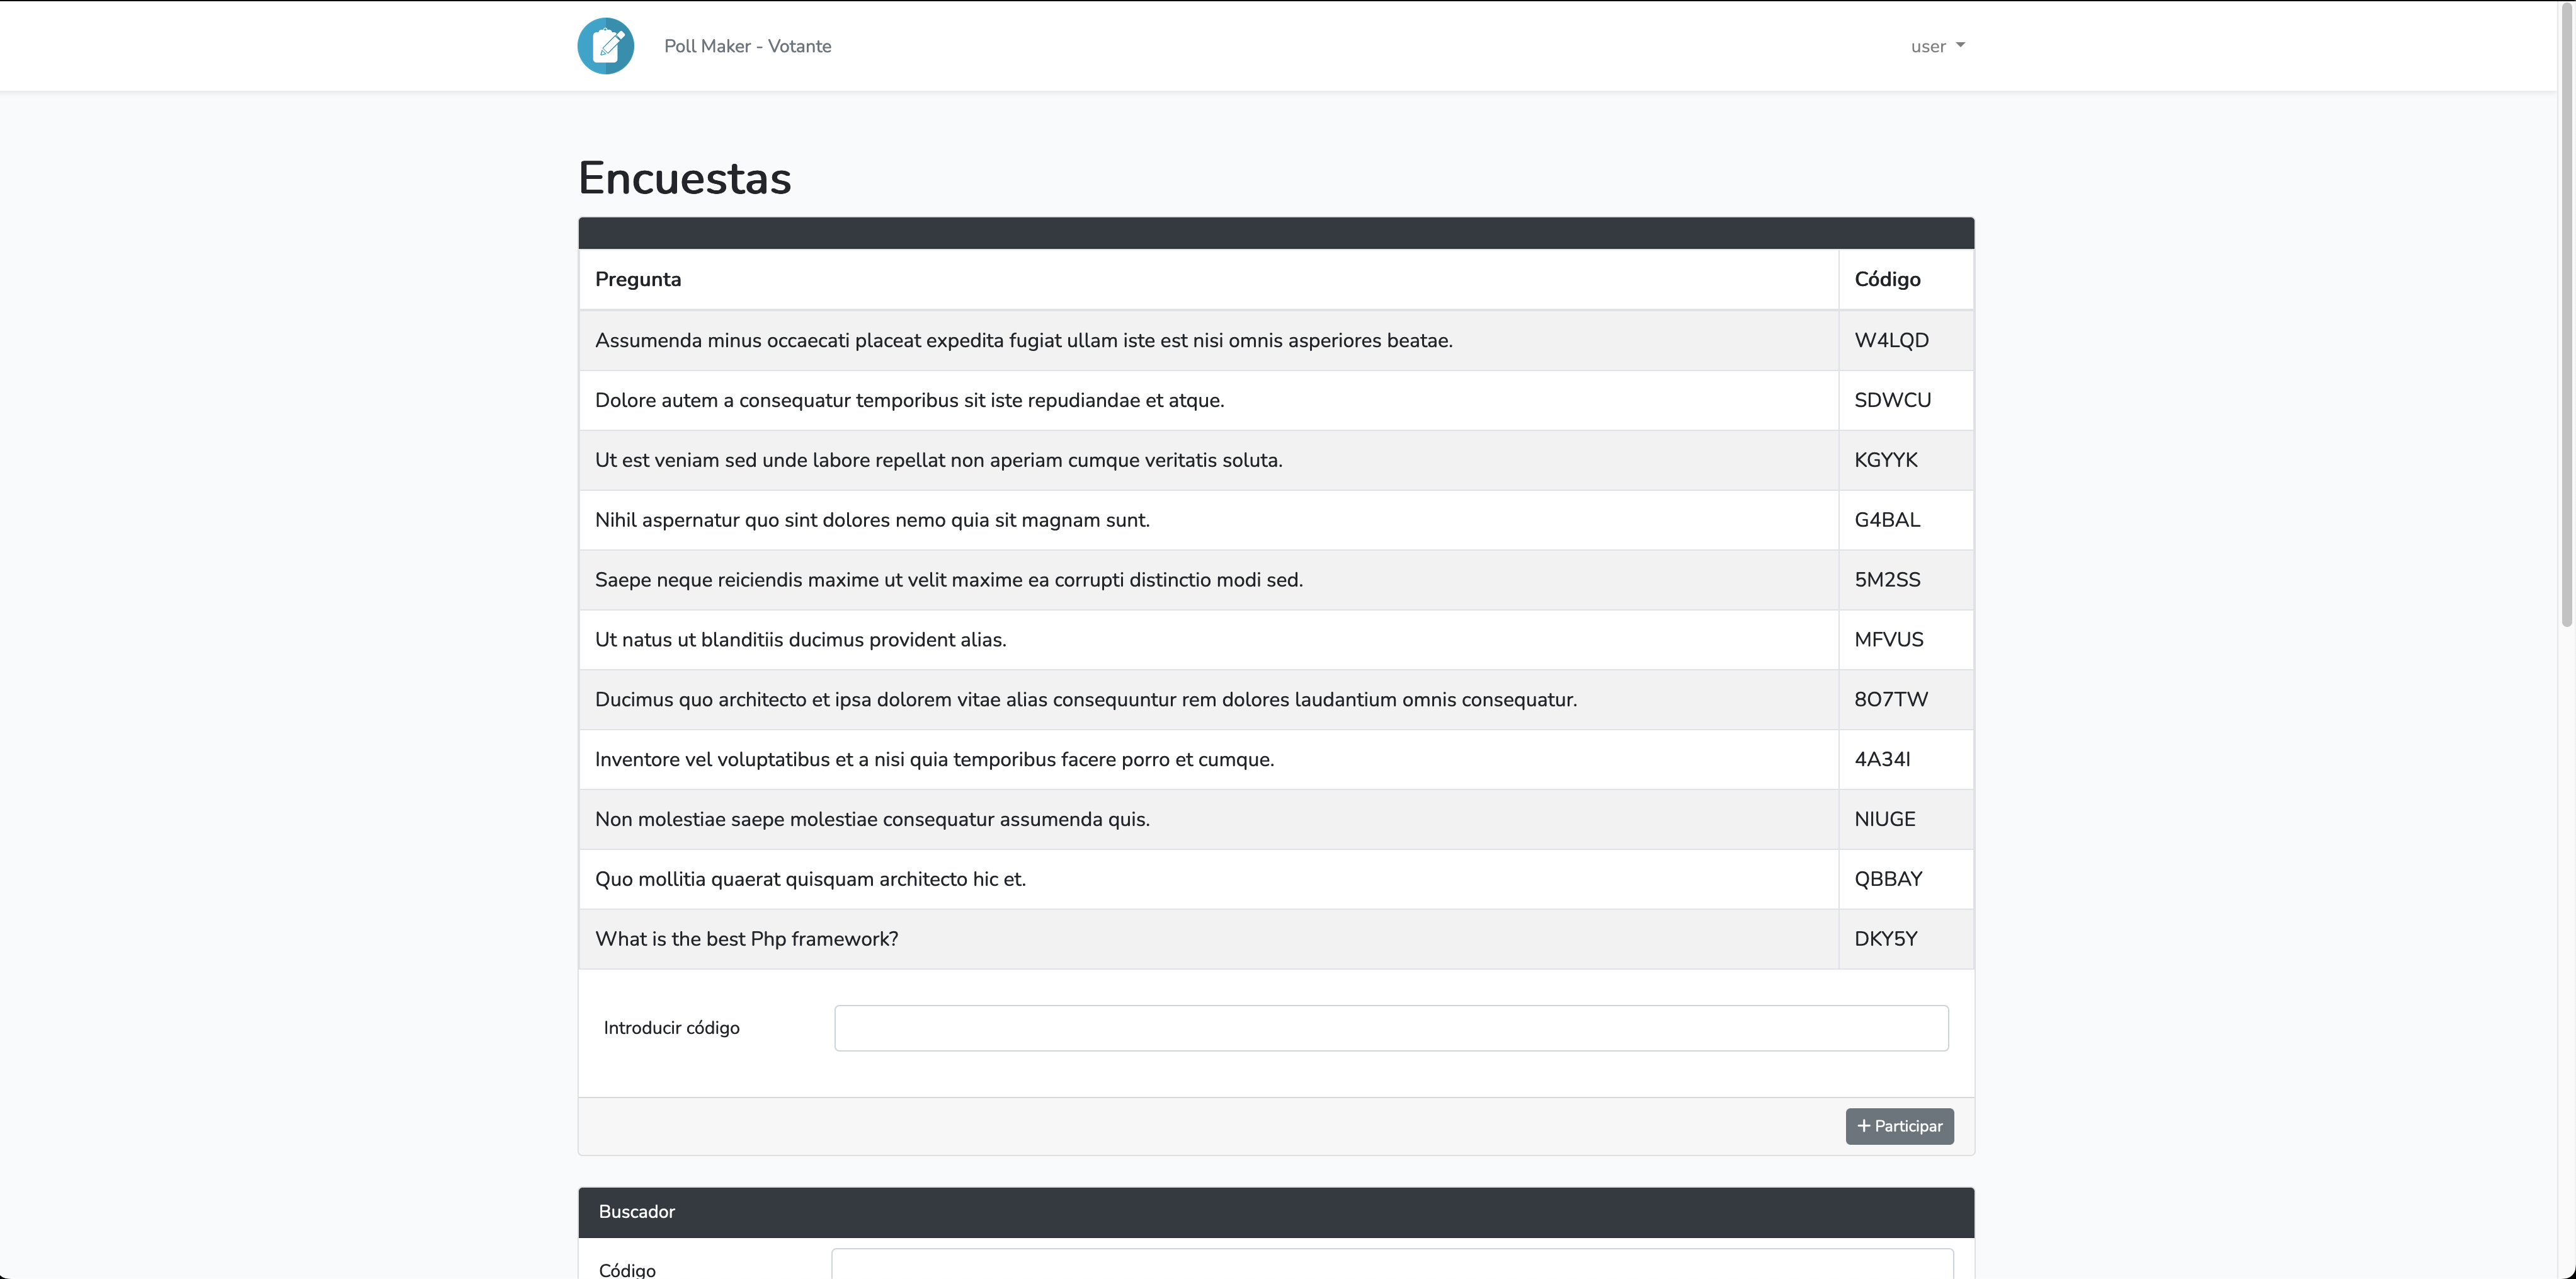 Poll Maker - Votante
user
Encuestas
Pregunta Código
Assumenda minus occaecati placeat expedita fugiat ullam iste est nisi omnis asperiores beatae. W4LQD
Dolore autem a consequatur temporibus sit iste repudiandae et atque. SDWCU
Ut est veniam sed unde labore repellat non aperiam cumque veritatis soluta. KGYYK
Nihil aspernatur quo sint dolores nemo quia sit magnam sunt. G4BAL
Saepe neque reiciendis maxime ut velit maxime ea corrupti distinctio modi sed. 5M2SS
Ut natus ut blanditiis ducimus provident alias. MFVUS
Ducimus quo architecto et ipsa dolorem vitae alias consequuntur rem dolores laudantium omnis consequatur. 8O7TW
Inventore vel voluptatibus et a nisi quia temporibus facere porro et cumque. 4A34I
Non molestiae saepe molestiae consequatur assumenda quis. NIUGE
Quo mollitia quaerat quisquam architecto hic et. QBBAY
What is the best Php framework? DKY5Y
Introducir código
+ Participar
Buscador
Código